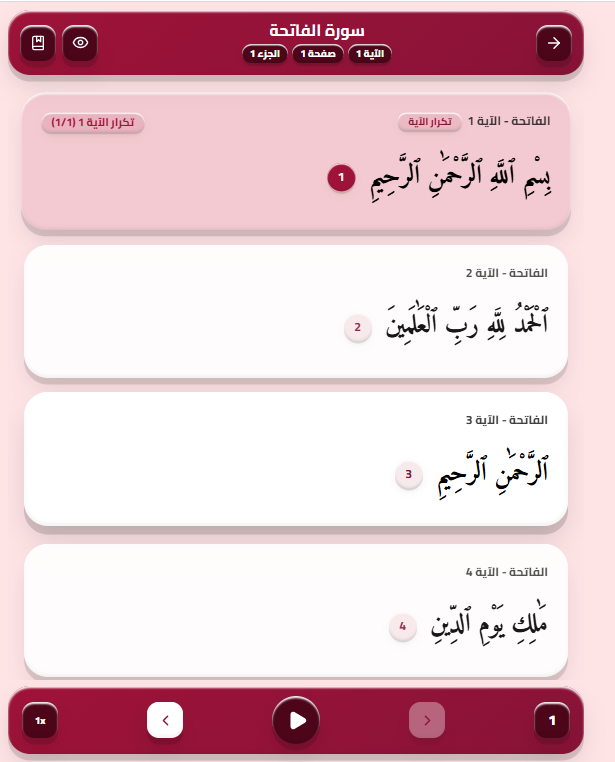 سورة الفاتحة
الآية 1 صفحة 1 الجزء 1
الفاتحة - الآية 1 تكرار الآية تكرار الآية 1 (1/1)
بِسْمِ ٱللَّهِ ٱلرَّحْمَٰنِ ٱلرَّحِيمِ 1
الفاتحة - الآية 2
ٱلْحَمْدُ لِلَّهِ رَبِّ ٱلْعَٰلَمِينَ 2
الفاتحة - الآية 3
ٱلرَّحْمَٰنِ ٱلرَّحِيمِ 3
الفاتحة - الآية 4
مَٰلِكِ يَوْمِ ٱلدِّينِ 4
1 1x